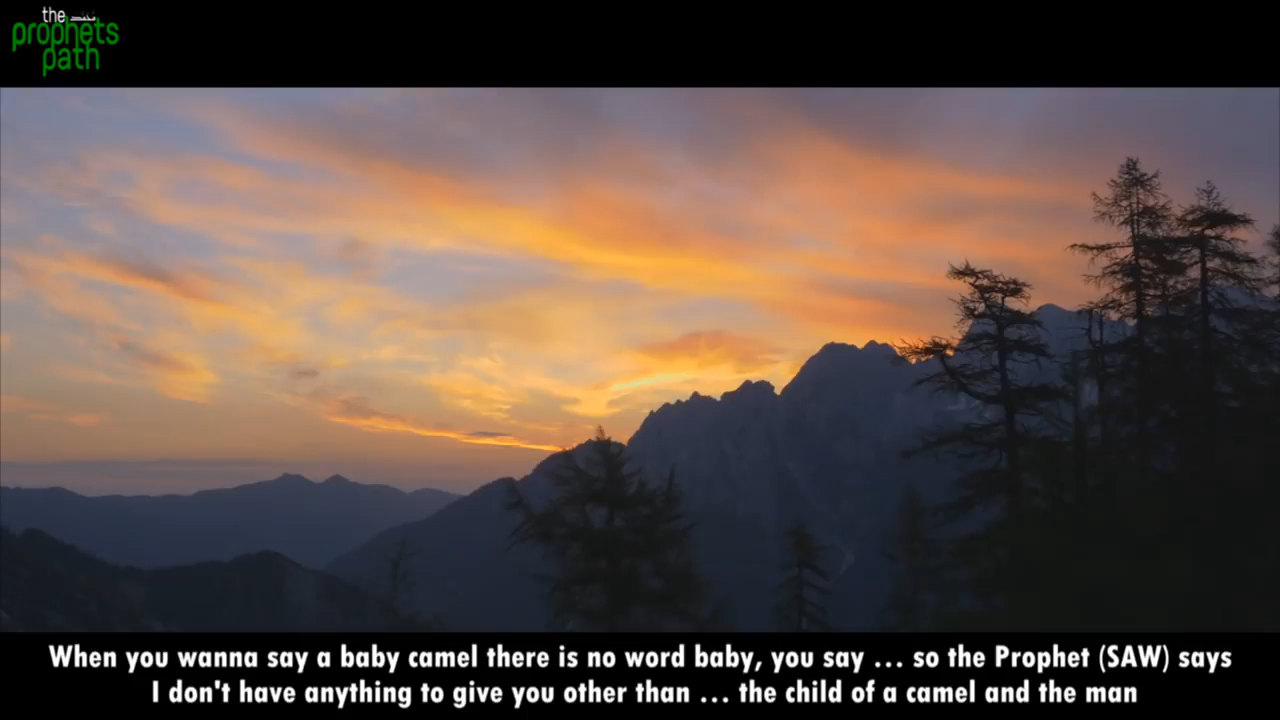 the محمد
prophets
path
When you wanna say a baby camel there is no word baby, you say ... so the Prophet (SAW) says
I don't have anything to give you other than ... the child of a camel and the man